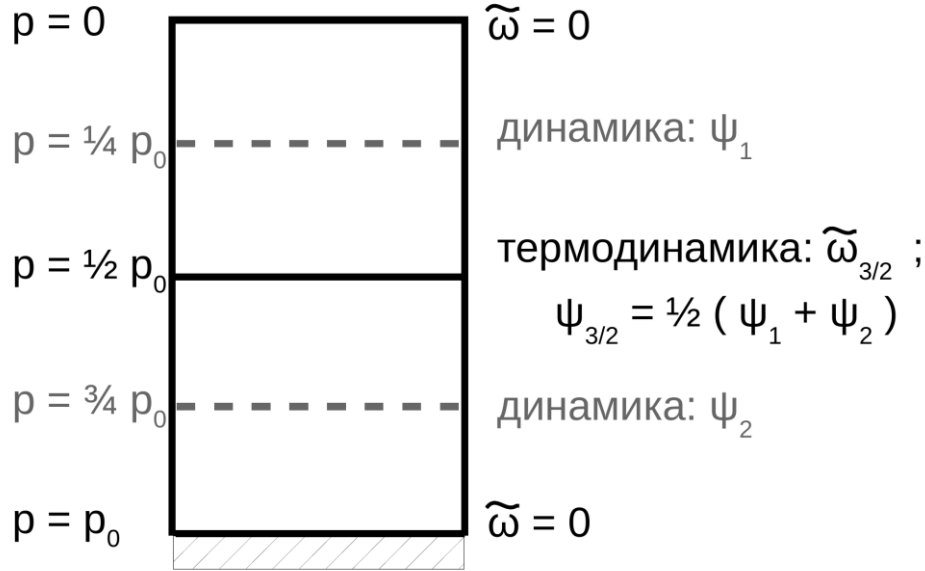 p = 0
ω̃ = 0
p = ¼ p₀
динамика: ψ₁
p = ½ p₀
термодинамика: ω̃₃/₂ ;
ψ₃/₂ = ½ ( ψ₁ + ψ₂ )
p = ¾ p₀
динамика: ψ₂
p = p₀
ω̃ = 0